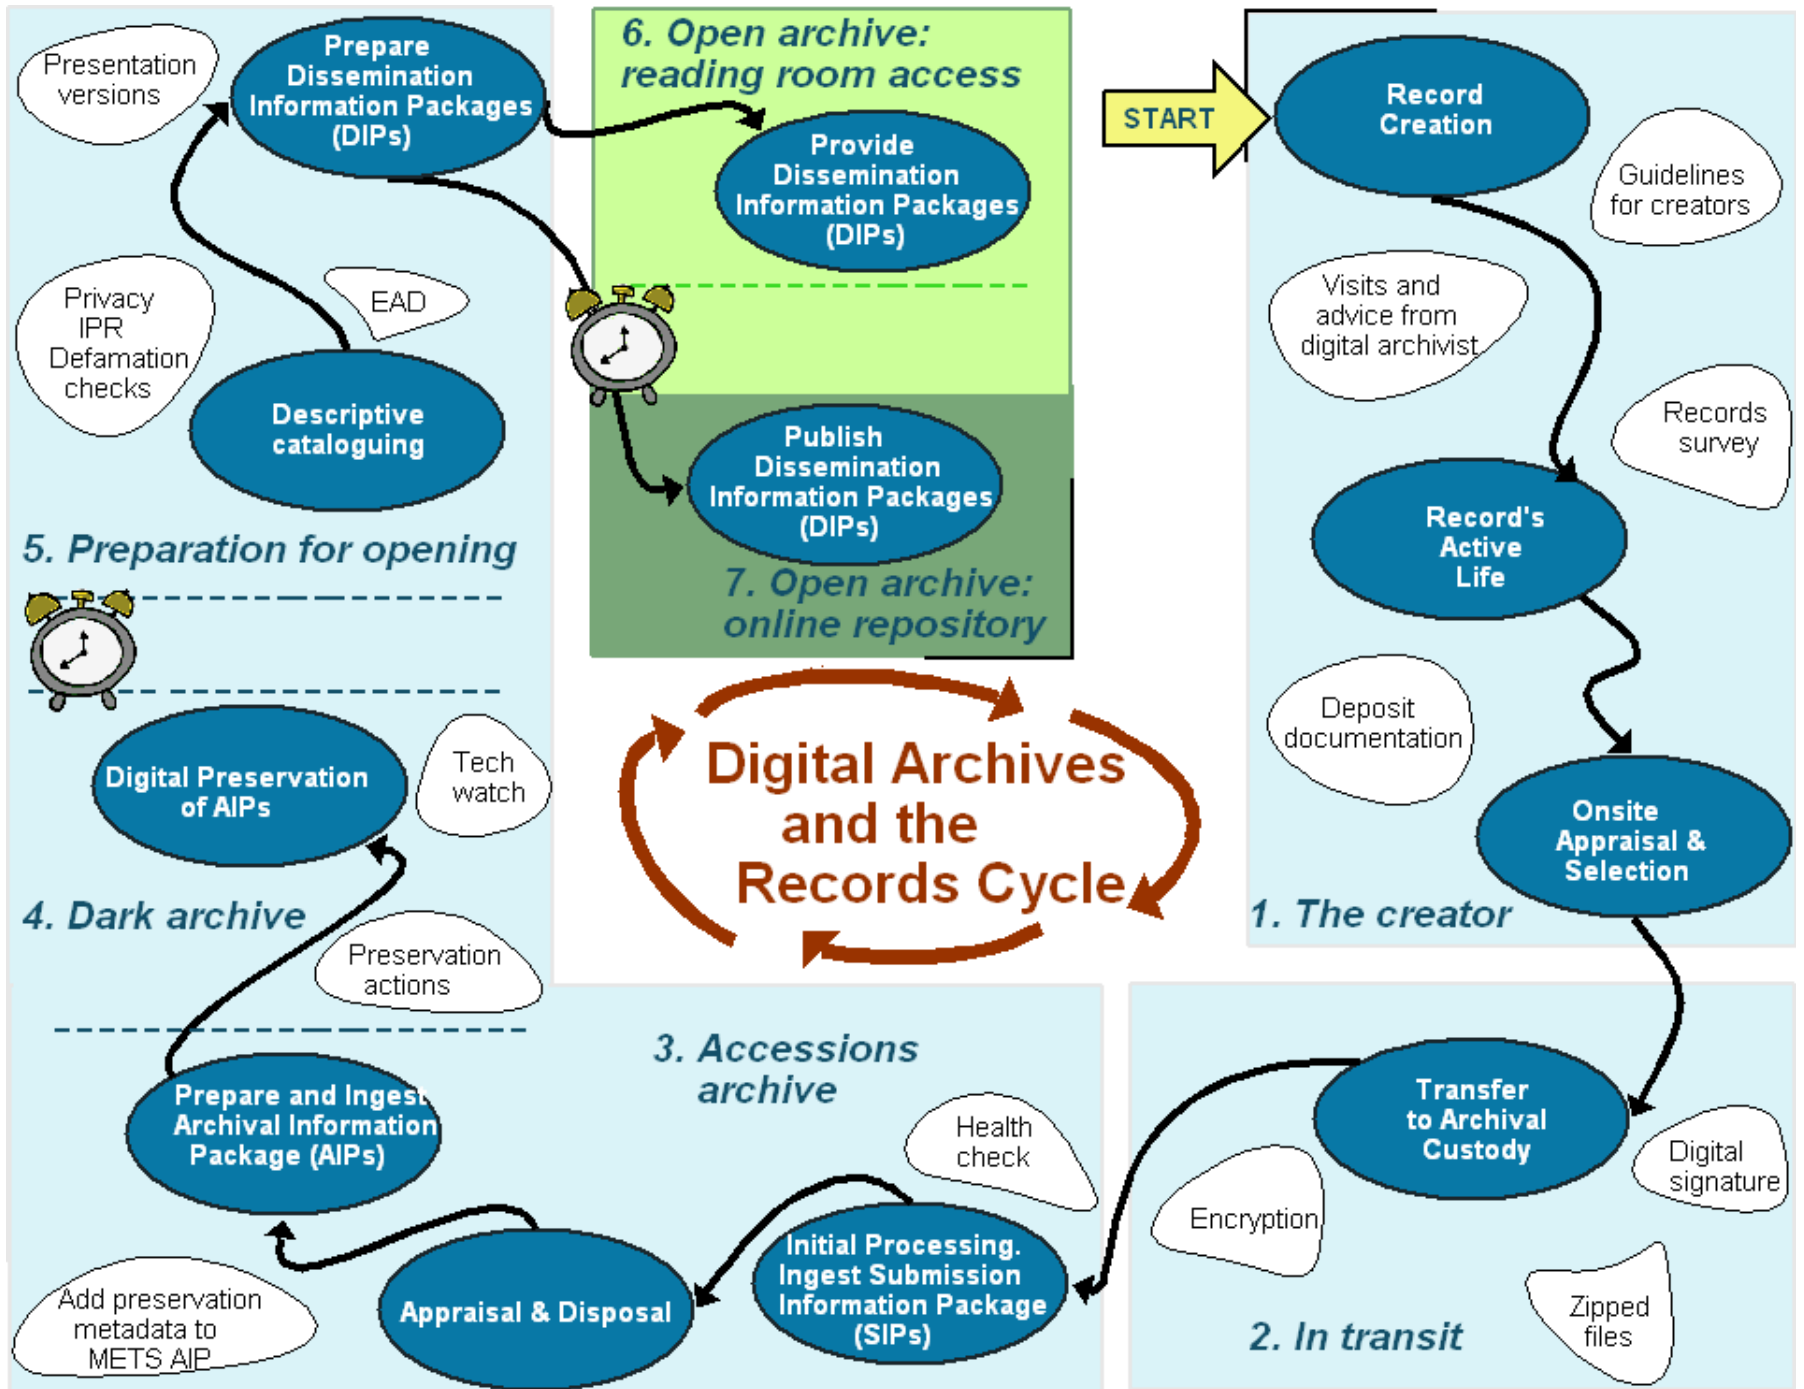 START
Record
Creation
Guidelines
for creators
Visits and
advice from
digital archivist
Records
survey
Record's
Active
Life
Deposit
documentation
Onsite
Appraisal &
Selection
1. The creator
Transfer
to Archival
Custody
Digital
signature
Encryption
Zipped
files
2. In transit
3. Accessions
archive
Health
check
Initial Processing.
Ingest Submission
Information Package
(SIPs)
Appraisal & Disposal
Add preservation
metadata to
METS AIP
Prepare and Ingest
Archival Information
Package (AIPs)
Preservation
actions
4. Dark archive
Tech
watch
Digital Preservation
of AIPs
5. Preparation for opening
Descriptive
cataloguing
EAD
Privacy
IPR
Defamation
checks
Presentation
versions
Prepare
Dissemination
Information Packages
(DIPs)
6. Open archive:
reading room access
Provide
Dissemination
Information Packages
(DIPs)
Publish
Dissemination
Information Packages
(DIPs)
7. Open archive:
online repository
Digital Archives
and the
Records Cycle